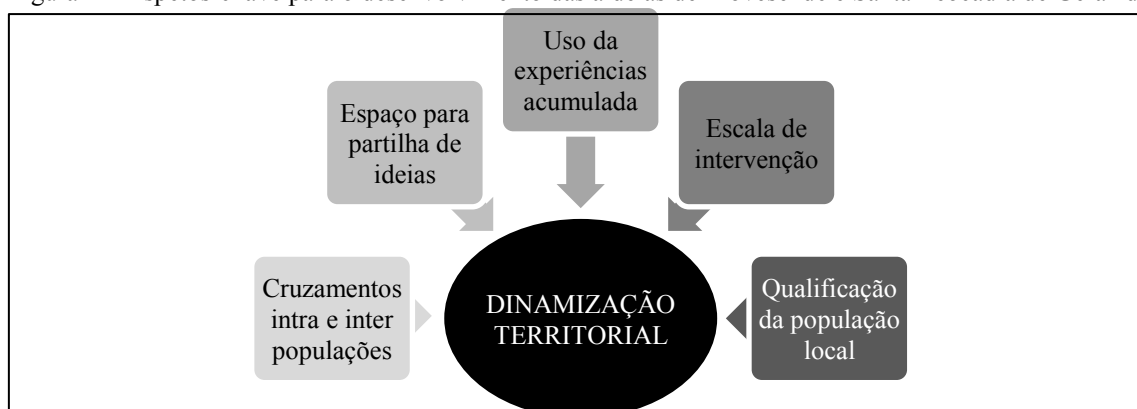 Uso da
experiências
acumulada
Espaço para
partilha de
ideias
Escala de
intervenção
Cruzamentos
intra e inter
populações
DINAMIZAÇÃO
TERRITORIAL
Qualificação
da população
local